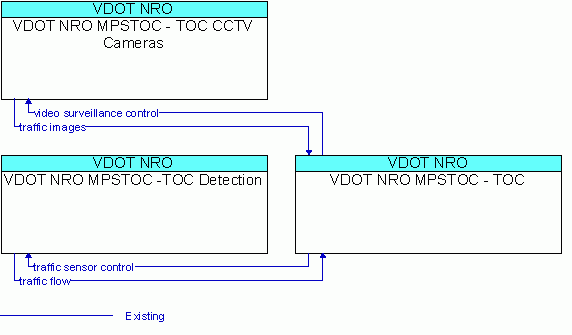 VDOT NRO
VDOT NRO MPSTOC - TOC CCTV
Cameras
video surveillance control
traffic images
VDOT NRO
VDOT NRO MPSTOC -TOC Detection
VDOT NRO
VDOT NRO MPSTOC - TOC
traffic sensor control
traffic flow
Existing